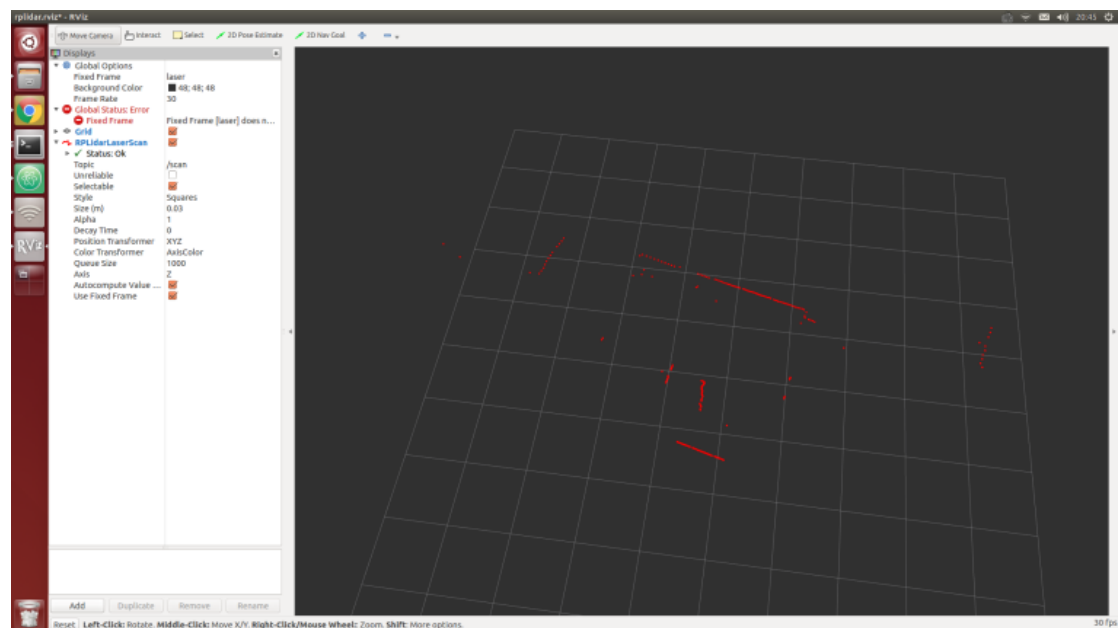 rplidar.rviz* - RViz
20:45
Move Camera Interact Select 2D Pose Estimate 2D Nav Goal
Displays
Global Options
Fixed Frame laser
Background Color 48; 48; 48
Frame Rate 30
Global Status: Error
Fixed Frame Fixed Frame [laser] does n...
Grid
RPLidarLaserScan
Status: Ok
Topic /scan
Unreliable
Selectable
Style Squares
Size (m) 0.03
Alpha 1
Decay Time 0
Position Transformer XYZ
Color Transformer AxisColor
Queue Size 1000
Axis Z
Autocompute Value ...
Use Fixed Frame
RViz
Add Duplicate Remove Rename
Reset Left-Click: Rotate. Middle-Click: Move X/Y. Right-Click/Mouse Wheel: Zoom. Shift: More options. 30 fps